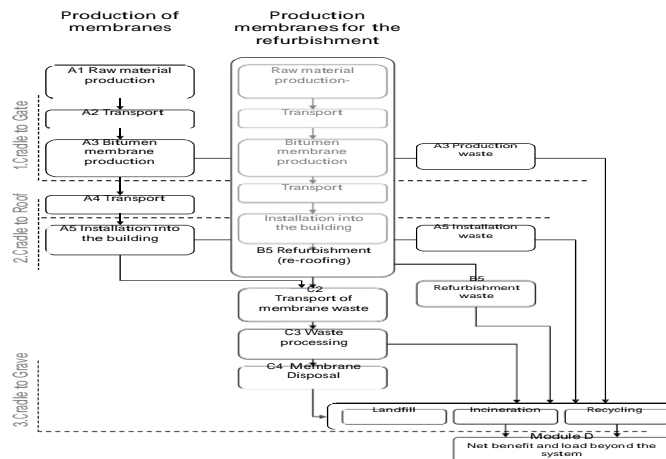 Production of
membranes
Production
membranes for the
refurbishment
A1 Raw material
production
A2 Transport
A3 Bitumen
membrane
production
A4 Transport
A5 Installation into
the building
Raw material
production-
Transport
Bitumen
membrane
production
Transport
Installation into
the building
B5 Refurbishment
(re-roofing)
A3 Production
waste
A5 Installation
waste
B5
Refurbishment
waste
C2
Transport of
membrane waste
C3 Waste
processing
C4 Membrane
Disposal
Landfill
Incineration
Recycling
Module D
Net benefit and load beyond the
system
1.Cradle to Gate
2.Cradle to Roof
3.Cradle to Grave